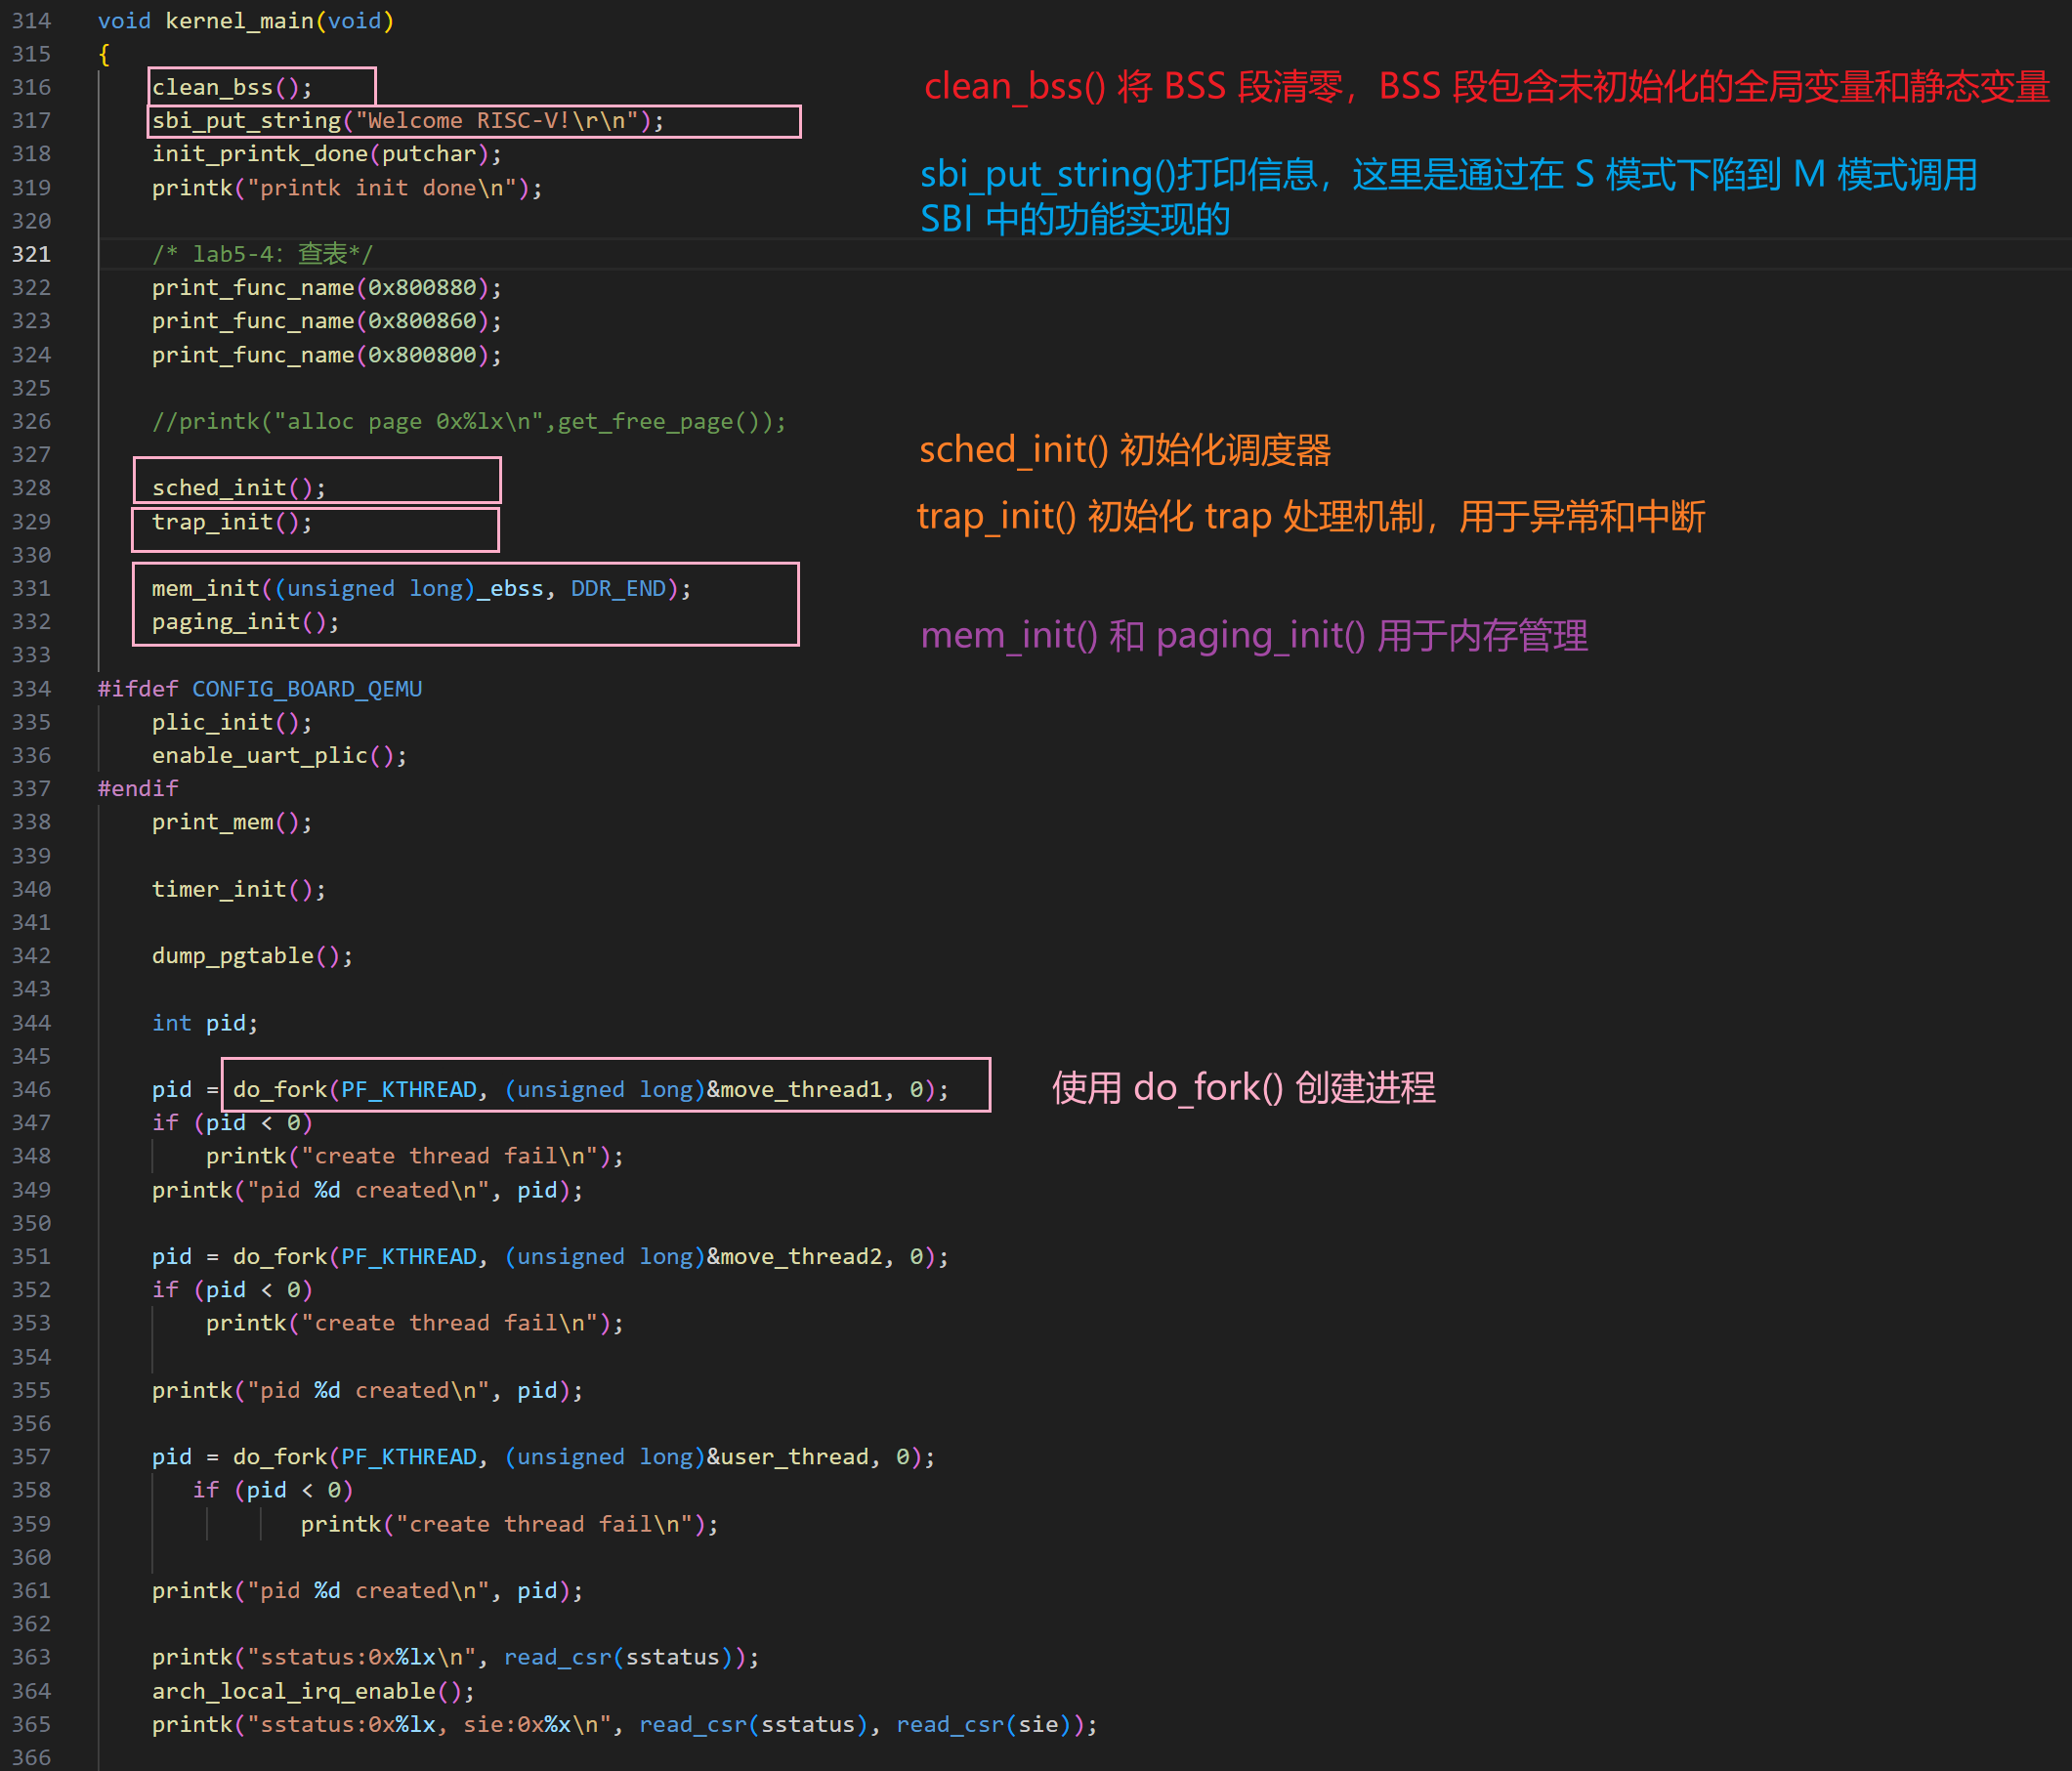 314 void kernel_main(void)
315 {
316 clean_bss(); clean_bss() 将 BSS 段清零，BSS 段包含未初始化的全局变量和静态变量
317 sbi_put_string("Welcome RISC-V!\r\n");
318 init_printk_done(putchar); sbi_put_string()打印信息，这里是通过在 S 模式下陷到 M 模式调用
319 printk("printk init done\n"); SBI 中的功能实现的
320
321 /* lab5-4：查表*/
322 print_func_name(0x800880);
323 print_func_name(0x800860);
324 print_func_name(0x800800);
325
326 //printk("alloc page 0x%lx\n",get_free_page());
327 sched_init() 初始化调度器
328 sched_init();
329 trap_init(); trap_init() 初始化 trap 处理机制，用于异常和中断
330
331 mem_init((unsigned long)_ebss, DDR_END);
332 paging_init(); mem_init() 和 paging_init() 用于内存管理
333
334 #ifdef CONFIG_BOARD_QEMU
335 plic_init();
336 enable_uart_plic();
337 #endif
338 print_mem();
339
340 timer_init();
341
342 dump_pgtable();
343
344 int pid;
345
346 pid = do_fork(PF_KTHREAD, (unsigned long)&move_thread1, 0); 使用 do_fork() 创建进程
347 if (pid < 0)
348 printk("create thread fail\n");
349 printk("pid %d created\n", pid);
350
351 pid = do_fork(PF_KTHREAD, (unsigned long)&move_thread2, 0);
352 if (pid < 0)
353 printk("create thread fail\n");
354
355 printk("pid %d created\n", pid);
356
357 pid = do_fork(PF_KTHREAD, (unsigned long)&user_thread, 0);
358 if (pid < 0)
359 printk("create thread fail\n");
360
361 printk("pid %d created\n", pid);
362
363 printk("sstatus:0x%lx\n", read_csr(sstatus));
364 arch_local_irq_enable();
365 printk("sstatus:0x%lx, sie:0x%x\n", read_csr(sstatus), read_csr(sie));
366